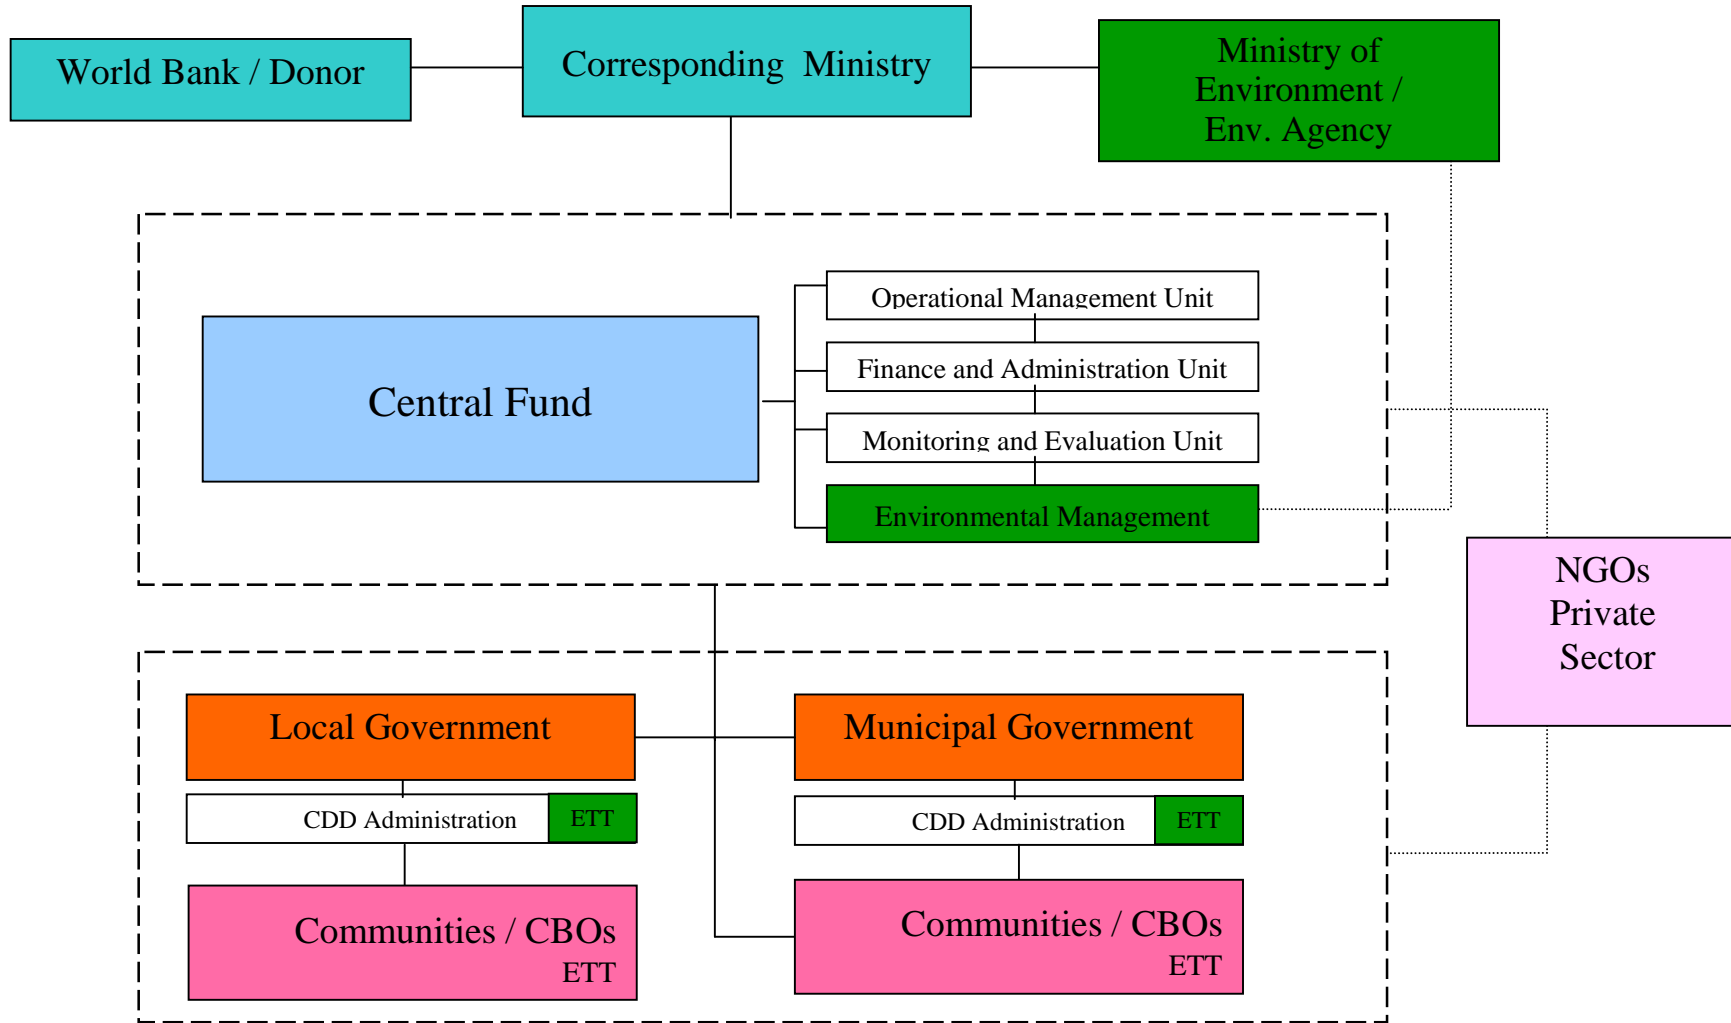 World Bank / Donor
Corresponding  Ministry
Ministry of
Environment /
Env. Agency
Central Fund
Operational Management Unit
Finance and Administration Unit
Monitoring and Evaluation Unit
Environmental Management
NGOs
Private
Sector
Local Government
Municipal Government
CDD Administration
ETT
CDD Administration
ETT
Communities / CBOs
ETT
Communities / CBOs
ETT